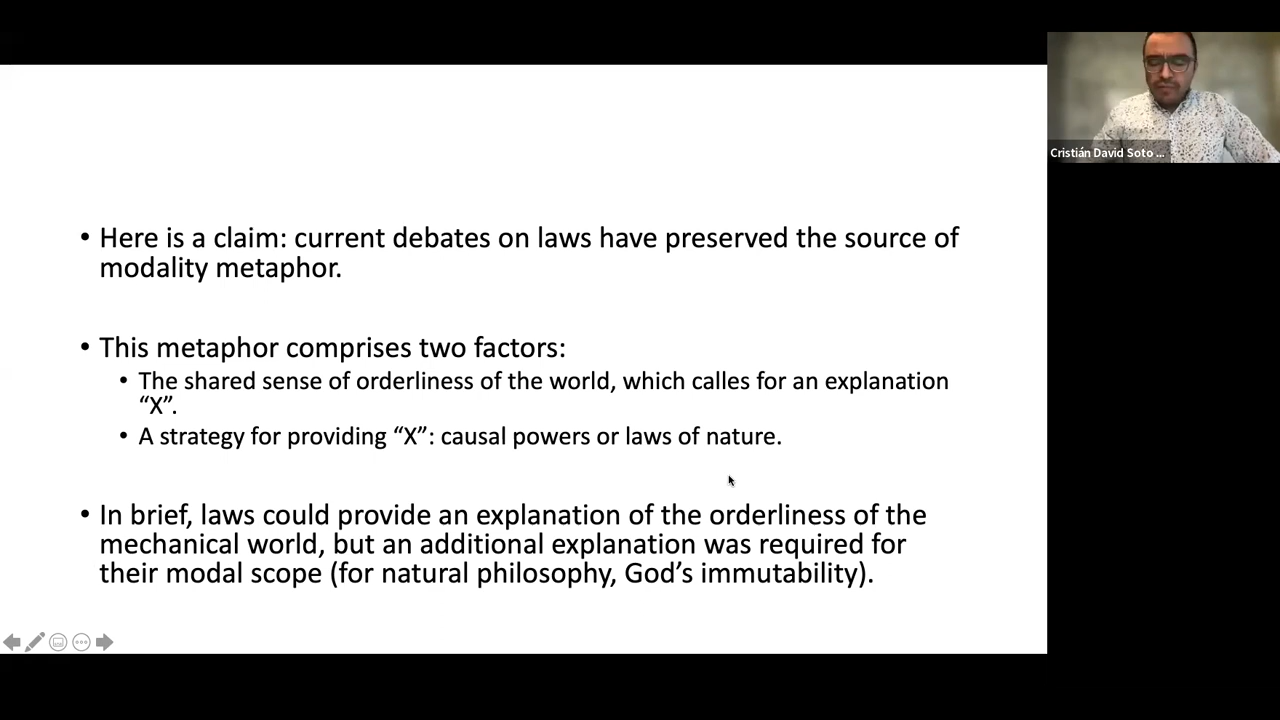 • Here is a claim: current debates on laws have preserved the source of
modality metaphor.
• This metaphor comprises two factors:
• The shared sense of orderliness of the world, which calles for an explanation
“X”.
• A strategy for providing “X”: causal powers or laws of nature.
• In brief, laws could provide an explanation of the orderliness of the
mechanical world, but an additional explanation was required for
their modal scope (for natural philosophy, God’s immutability).
Cristián David Soto ...